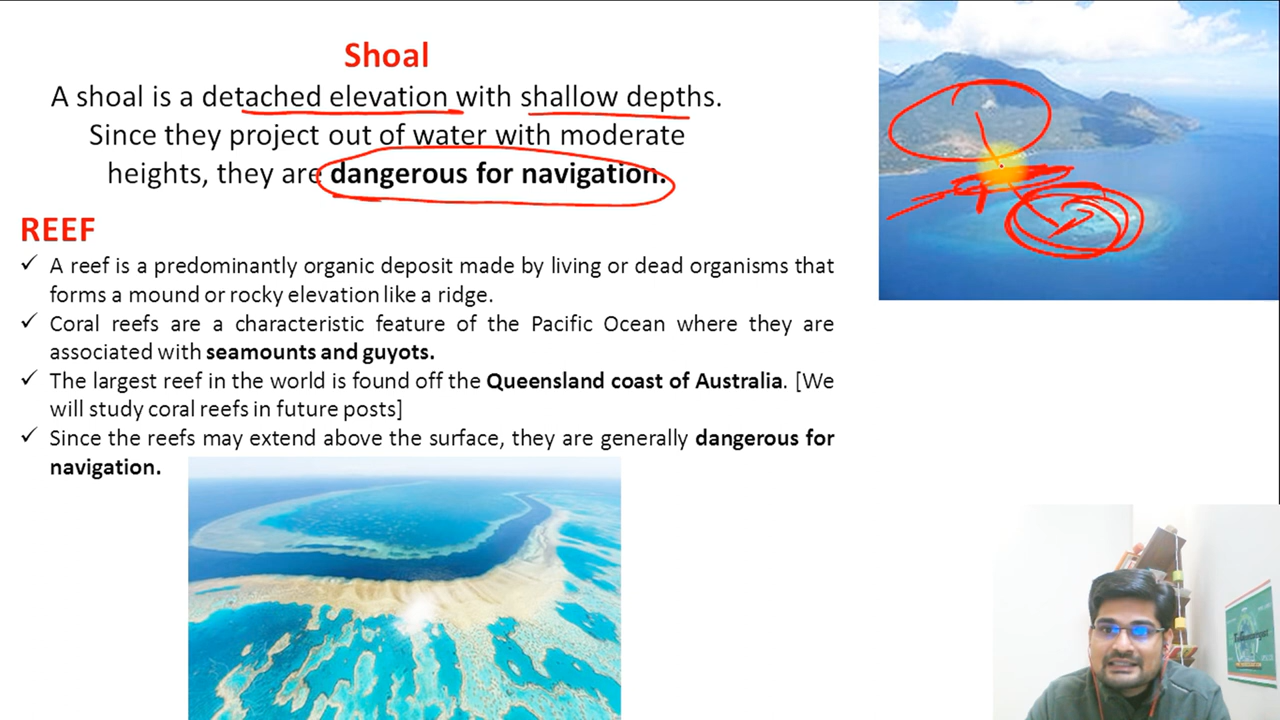 Shoal
A shoal is a detached elevation with shallow depths.
Since they project out of water with moderate
heights, they are dangerous for navigation.
REEF
✓ A reef is a predominantly organic deposit made by living or dead organisms that
forms a mound or rocky elevation like a ridge.
✓ Coral reefs are a characteristic feature of the Pacific Ocean where they are
associated with seamounts and guyots.
✓ The largest reef in the world is found off the Queensland coast of Australia. [We
will study coral reefs in future posts]
✓ Since the reefs may extend above the surface, they are generally dangerous for
navigation.